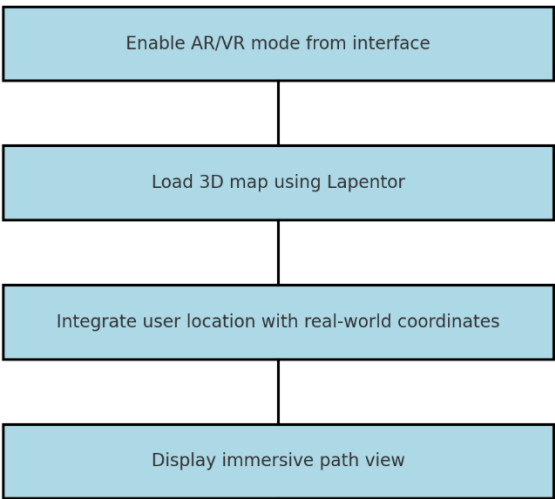 Enable AR/VR mode from interface
Load 3D map using Lapentor
Integrate user location with real-world coordinates
Display immersive path view